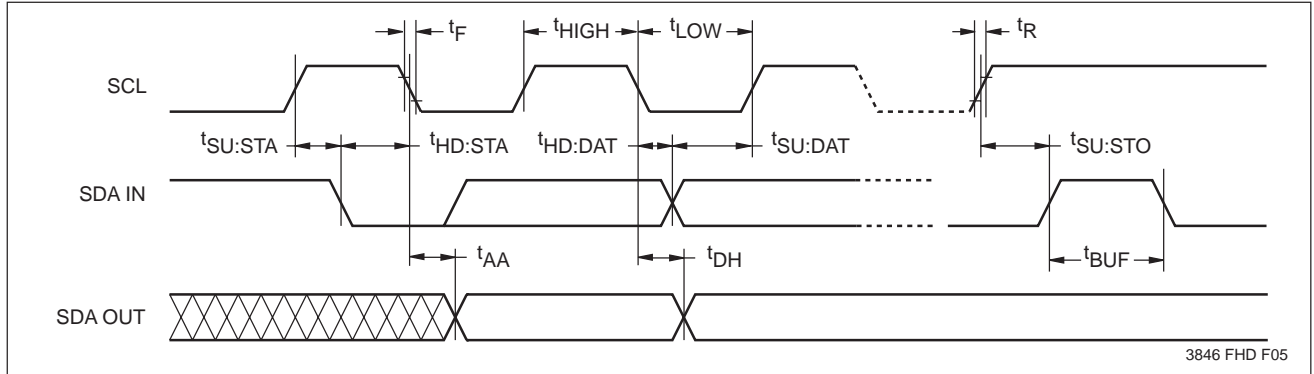 tF tHIGH tLOW tR
SCL
tSU:STA tHD:STA tHD:DAT tSU:DAT tSU:STO
SDA IN
tAA tDH tBUF
SDA OUT
3846 FHD F05